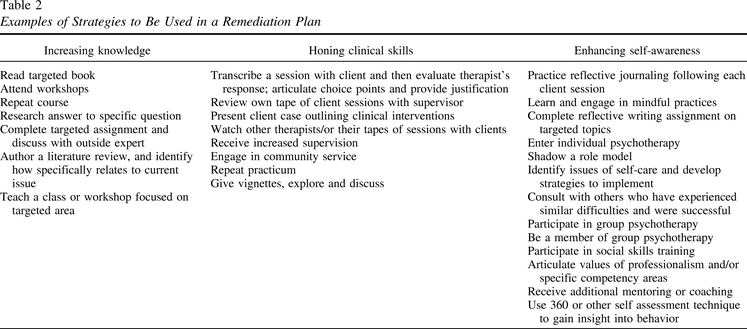 Table 2
Examples of Strategies to Be Used in a Remediation Plan
Increasing knowledge
Read targeted book
Attend workshops
Repeat course
Research answer to specific question
Complete targeted assignment and
discuss with outside expert
Author a literature review, and identify
how specifically relates to current
issue
Teach a class or workshop focused on
targeted area
Honing clinical skills
Transcribe a session with client and then evaluate therapist's
response; articulate choice points and provide justification
Review own tape of client sessions with supervisor
Present client case outlining clinical interventions
Watch other therapists/or their tapes of sessions with clients
Receive increased supervision
Engage in community service
Repeat practicum
Give vignettes, explore and discuss
Enhancing self-awareness
Practice reflective journaling following each
client session
Learn and engage in mindful practices
Complete reflective writing assignment on
targeted topics
Enter individual psychotherapy
Shadow a role model
Identify issues of self-care and develop
strategies to implement
Consult with others who have experienced
similar difficulties and were successful
Participate in group psychotherapy
Be a member of group psychotherapy
Participate in social skills training
Articulate values of professionalism and/or
specific competency areas
Receive additional mentoring or coaching
Use 360 or other self assessment technique
to gain insight into behavior